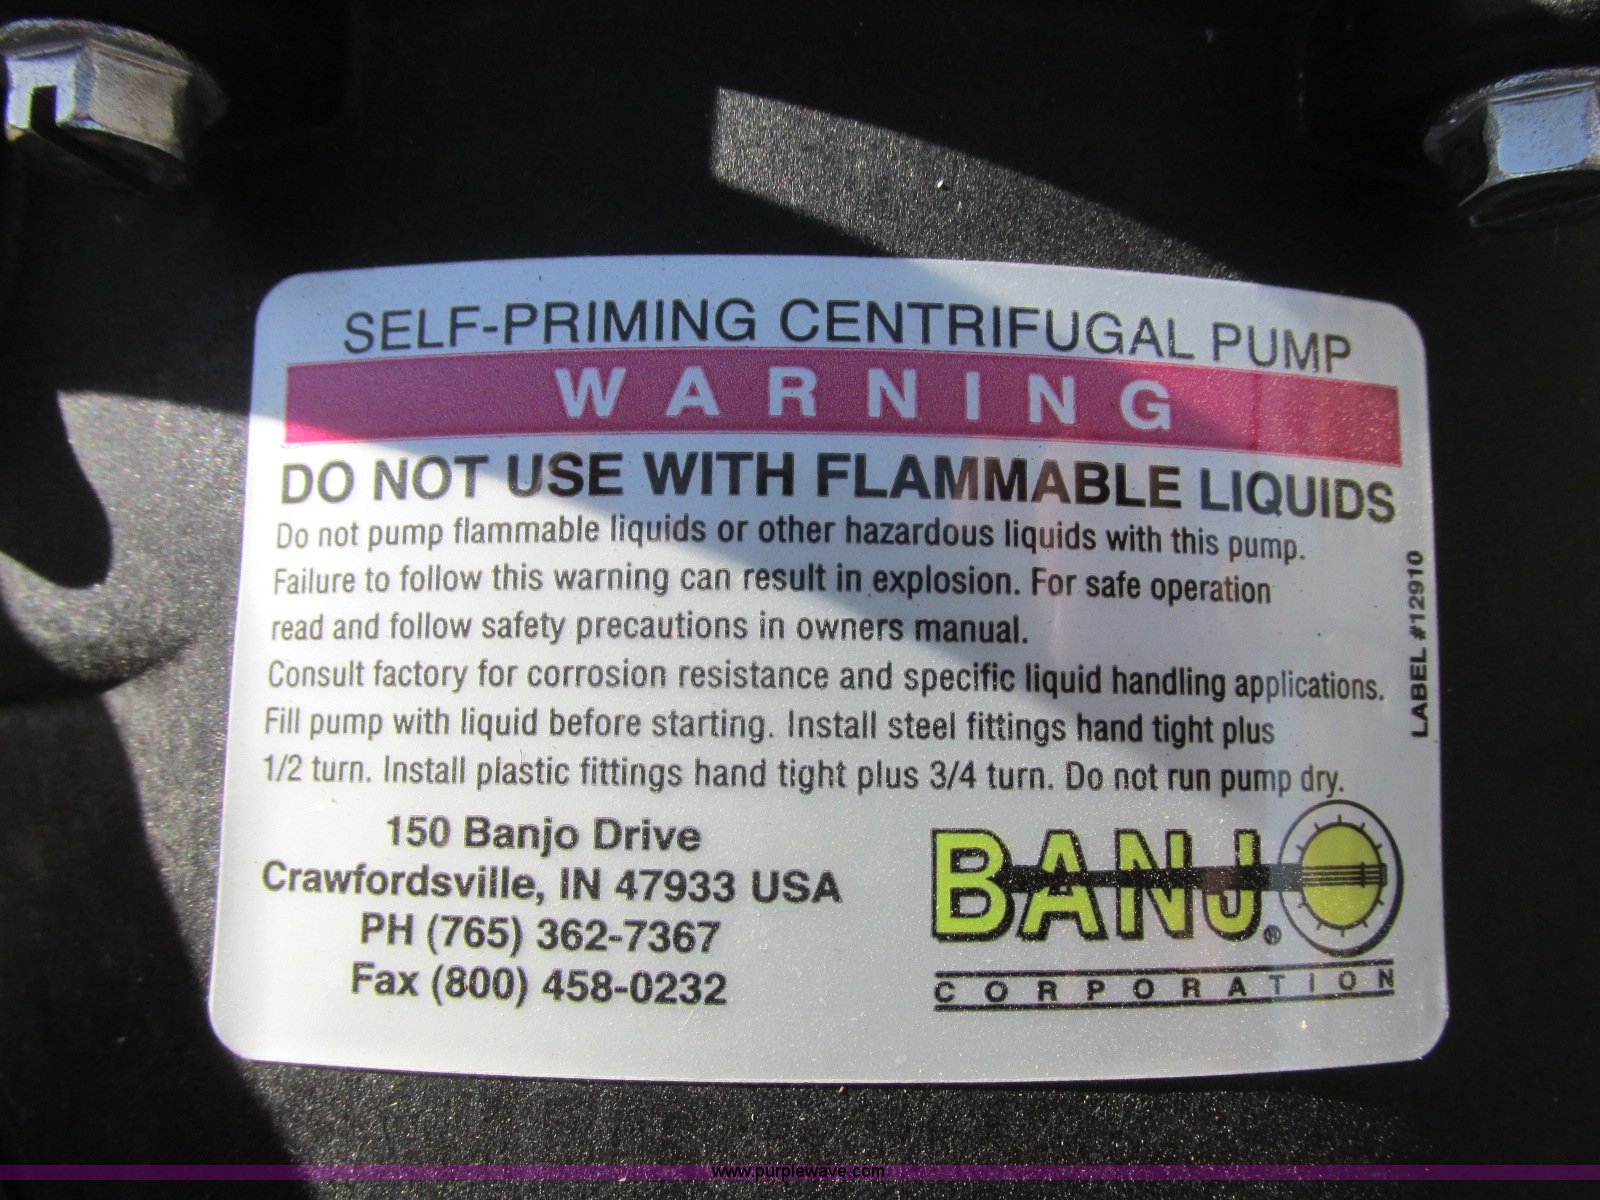 SELF-PRIMING CENTRIFUGAL PUMP
WARNING
DO NOT USE WITH FLAMMABLE LIQUIDS
Do not pump flammable liquids or other hazardous liquids with this pump.
Failure to follow this warning can result in explosion. For safe operation
read and follow safety precautions in owners manual.
Consult factory for corrosion resistance and specific liquid handling applications.
Fill pump with liquid before starting. Install steel fittings hand tight plus
1/2 turn. Install plastic fittings hand tight plus 3/4 turn. Do not run pump dry.
LABEL #12910
150 Banjo Drive
Crawfordsville, IN 47933 USA
PH (765) 362-7367
Fax (800) 458-0232
BANJO®
CORPORATION
www.purplewave.com